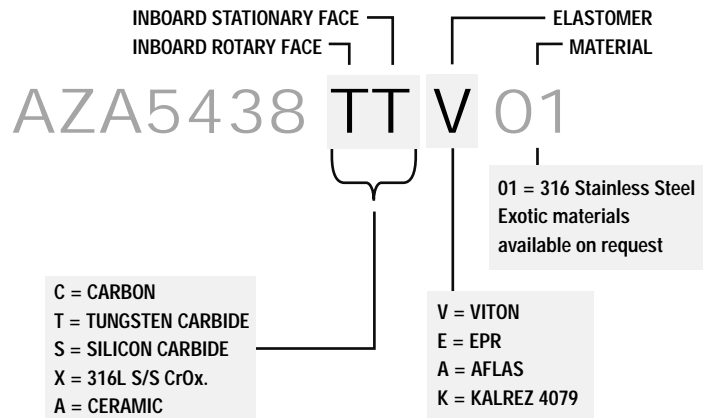 INBOARD STATIONARY FACE
ELASTOMER
INBOARD ROTARY FACE
MATERIAL
AZA5438 TT V 01
01 = 316 Stainless Steel
Exotic materials
available on request
C = CARBON
T = TUNGSTEN CARBIDE
S = SILICON CARBIDE
X = 316L S/S CrOx.
A = CERAMIC
V = VITON
E = EPR
A = AFLAS
K = KALREZ 4079